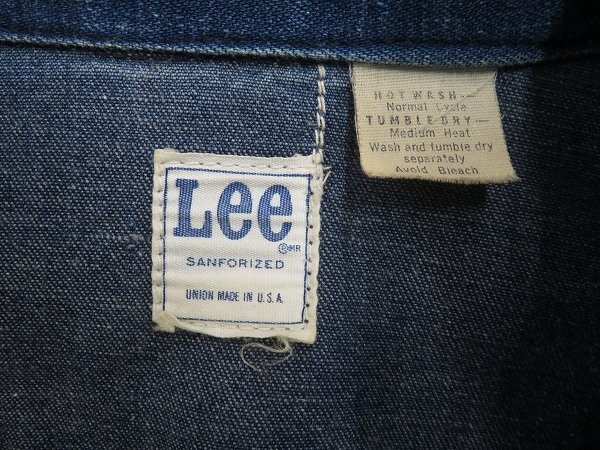 Lee
® MR
SANFORIZED
UNION MADE IN U.S.A.
HOT WASH—
Normal Cycle
TUMBLE DRY—
Medium Heat
Wash and tumble dry
separately
Avoid Bleach